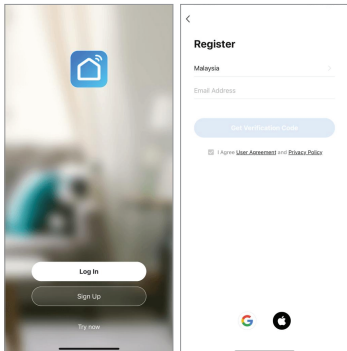 Log In
Sign Up
Try now
Register
Malaysia
Email Address
Get Verification Code
I Agree User Agreement and Privacy Policy